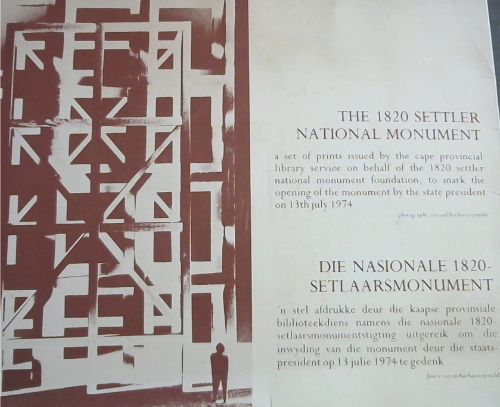 THE 1820 SETTLER
NATIONAL MONUMENT
a set of prints issued by the cape provincial
library service on behalf of the 1820 settler
national monument foundation, to mark the
opening of the monument by the state president
on 13th july 1974
DIE NASIONALE 1820-
SETLAARSMONUMENT
'n stel afdrukke deur die kaapse provinsiale
biblioteekdiens namens die nasionale 1820-
setlaarsmonumentstigting uitgereik om die
inwyding van die monument deur die staats-
president op 13 julie 1974 te gedenk